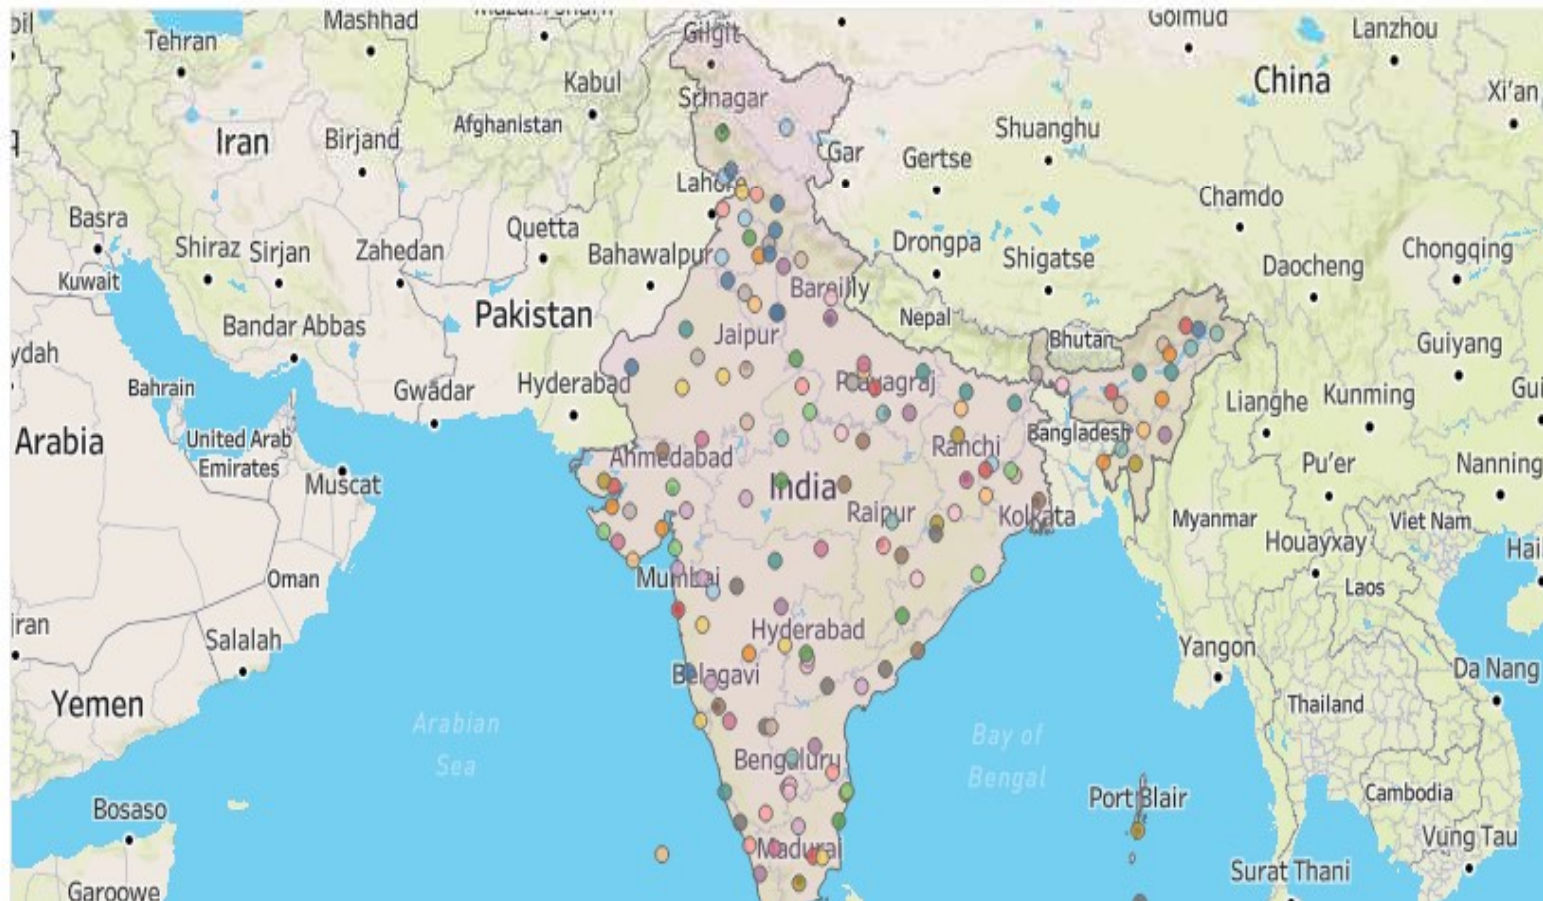 Golmud
Mashhad
Lanzhou
Tehran
Gilgit
Kabul
China
Xi'an
Srinagar
Afghanistan
Shuanghu
Iran
Birjand
Gar
Gertse
Lahore
Chamdo
Basra
Quetta
Drongpa
Shiraz
Sirjan
Zahedan
Bahawalpur
Shigatse
Daocheng
Chongqing
Kuwait
Bareilly
Pakistan
Nepal
Bandar Abbas
Jaipur
Bhutan
Guiyang
ydah
Bahrain
Gwadar
Hyderabad
Prayagraj
Lianghe
Kunming
Gui
Arabia
United Arab
Emirates
Bangladesh
Ranchi
Ahmedabad
Pu'er
Nanning
Muscat
India
Raipur
Kolkata
Myanmar
Viet Nam
Houayxay
Hai
Oman
Mumbai
Laos
iran
Salalah
Hyderabad
Yangon
Belagavi
Da Nang
Yemen
Thailand
Arabian
Sea
Bay of
Bengal
Bengaluru
Port Blair
Cambodia
Bosaso
Vung Tau
Madurai
Surat Thani
Garoowe